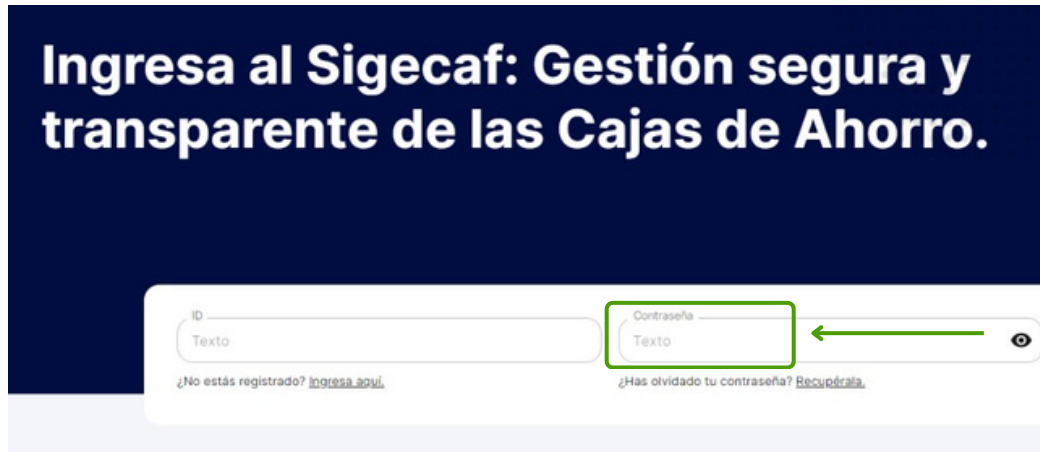 Ingresa al Sigecaf: Gestión segura y
transparente de las Cajas de Ahorro.
ID
Texto
Contraseña
Texto
¿No estás registrado? Ingresa aquí.
¿Has olvidado tu contraseña? Recupérala.